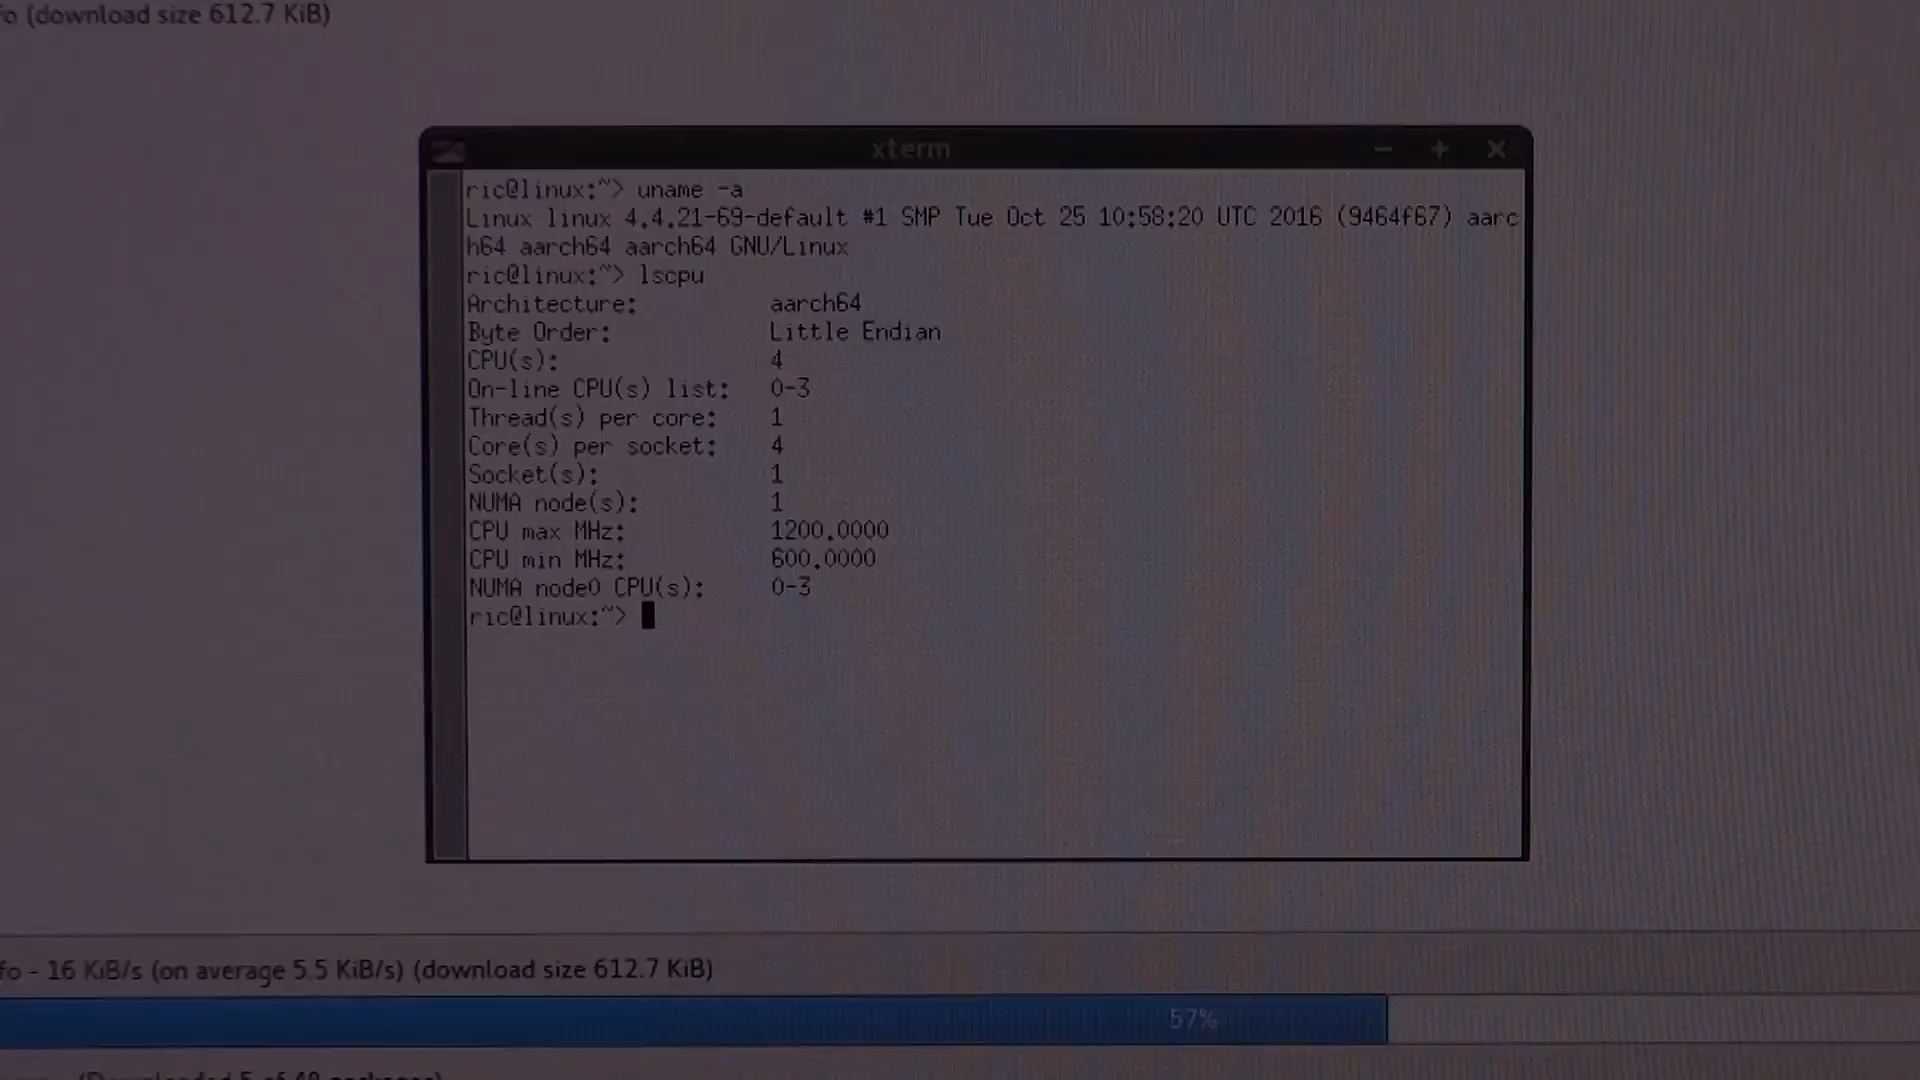 fo (download size 612.7 KiB)
xterm
ric@linux:~> uname -a
Linux linux 4.4.21-69-default #1 SMP Tue Oct 25 10:58:20 UTC 2016 (9464f67) aarc
h64 aarch64 aarch64 GNU/Linux
ric@linux:~> lscpu
Architecture: aarch64
Byte Order: Little Endian
CPU(s): 4
On-line CPU(s) list: 0-3
Thread(s) per core: 1
Core(s) per socket: 4
Socket(s): 1
NUMA node(s): 1
CPU max MHz: 1200.0000
CPU min MHz: 600.0000
NUMA node0 CPU(s): 0-3
ric@linux:~>
fo - 16 KiB/s (on average 5.5 KiB/s) (download size 612.7 KiB)
57%
(Downloaded 5 of 48 packages)